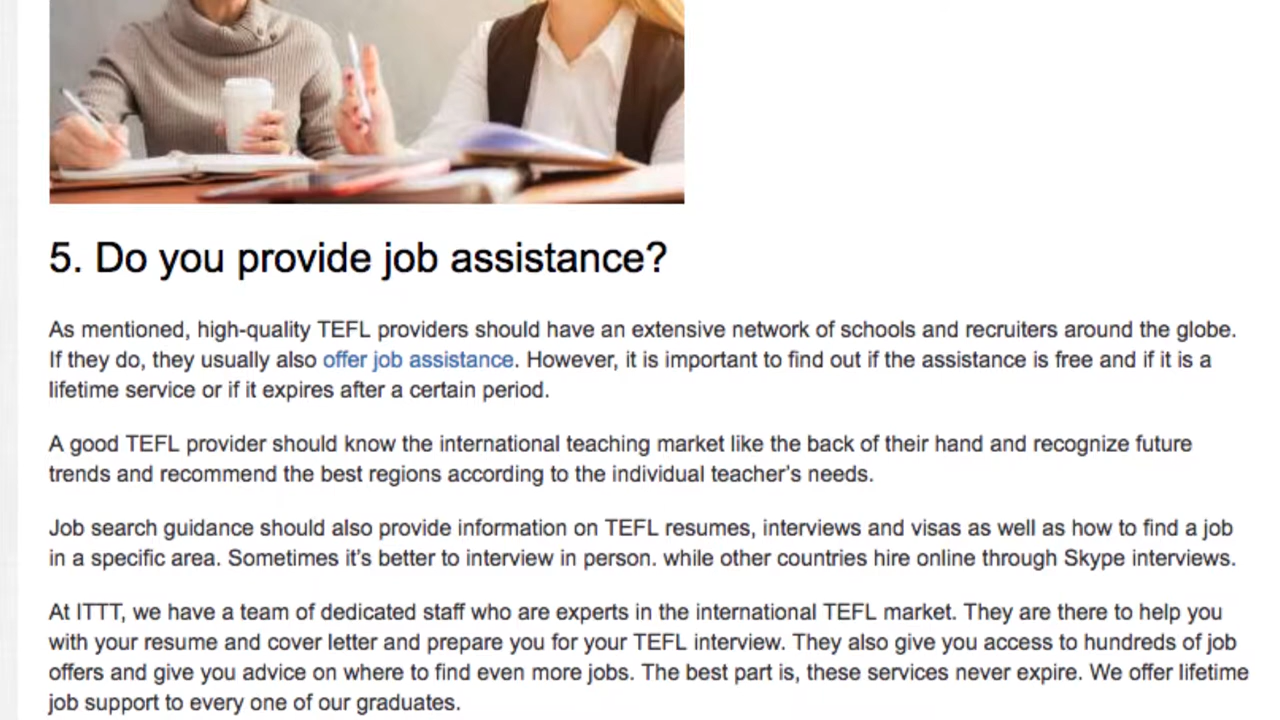 5. Do you provide job assistance?
As mentioned, high-quality TEFL providers should have an extensive network of schools and recruiters around the globe.
If they do, they usually also offer job assistance. However, it is important to find out if the assistance is free and if it is a
lifetime service or if it expires after a certain period.
A good TEFL provider should know the international teaching market like the back of their hand and recognize future
trends and recommend the best regions according to the individual teacher's needs.
Job search guidance should also provide information on TEFL resumes, interviews and visas as well as how to find a job
in a specific area. Sometimes it's better to interview in person. while other countries hire online through Skype interviews.
At ITTT, we have a team of dedicated staff who are experts in the international TEFL market. They are there to help you
with your resume and cover letter and prepare you for your TEFL interview. They also give you access to hundreds of job
offers and give you advice on where to find even more jobs. The best part is, these services never expire. We offer lifetime
job support to every one of our graduates.